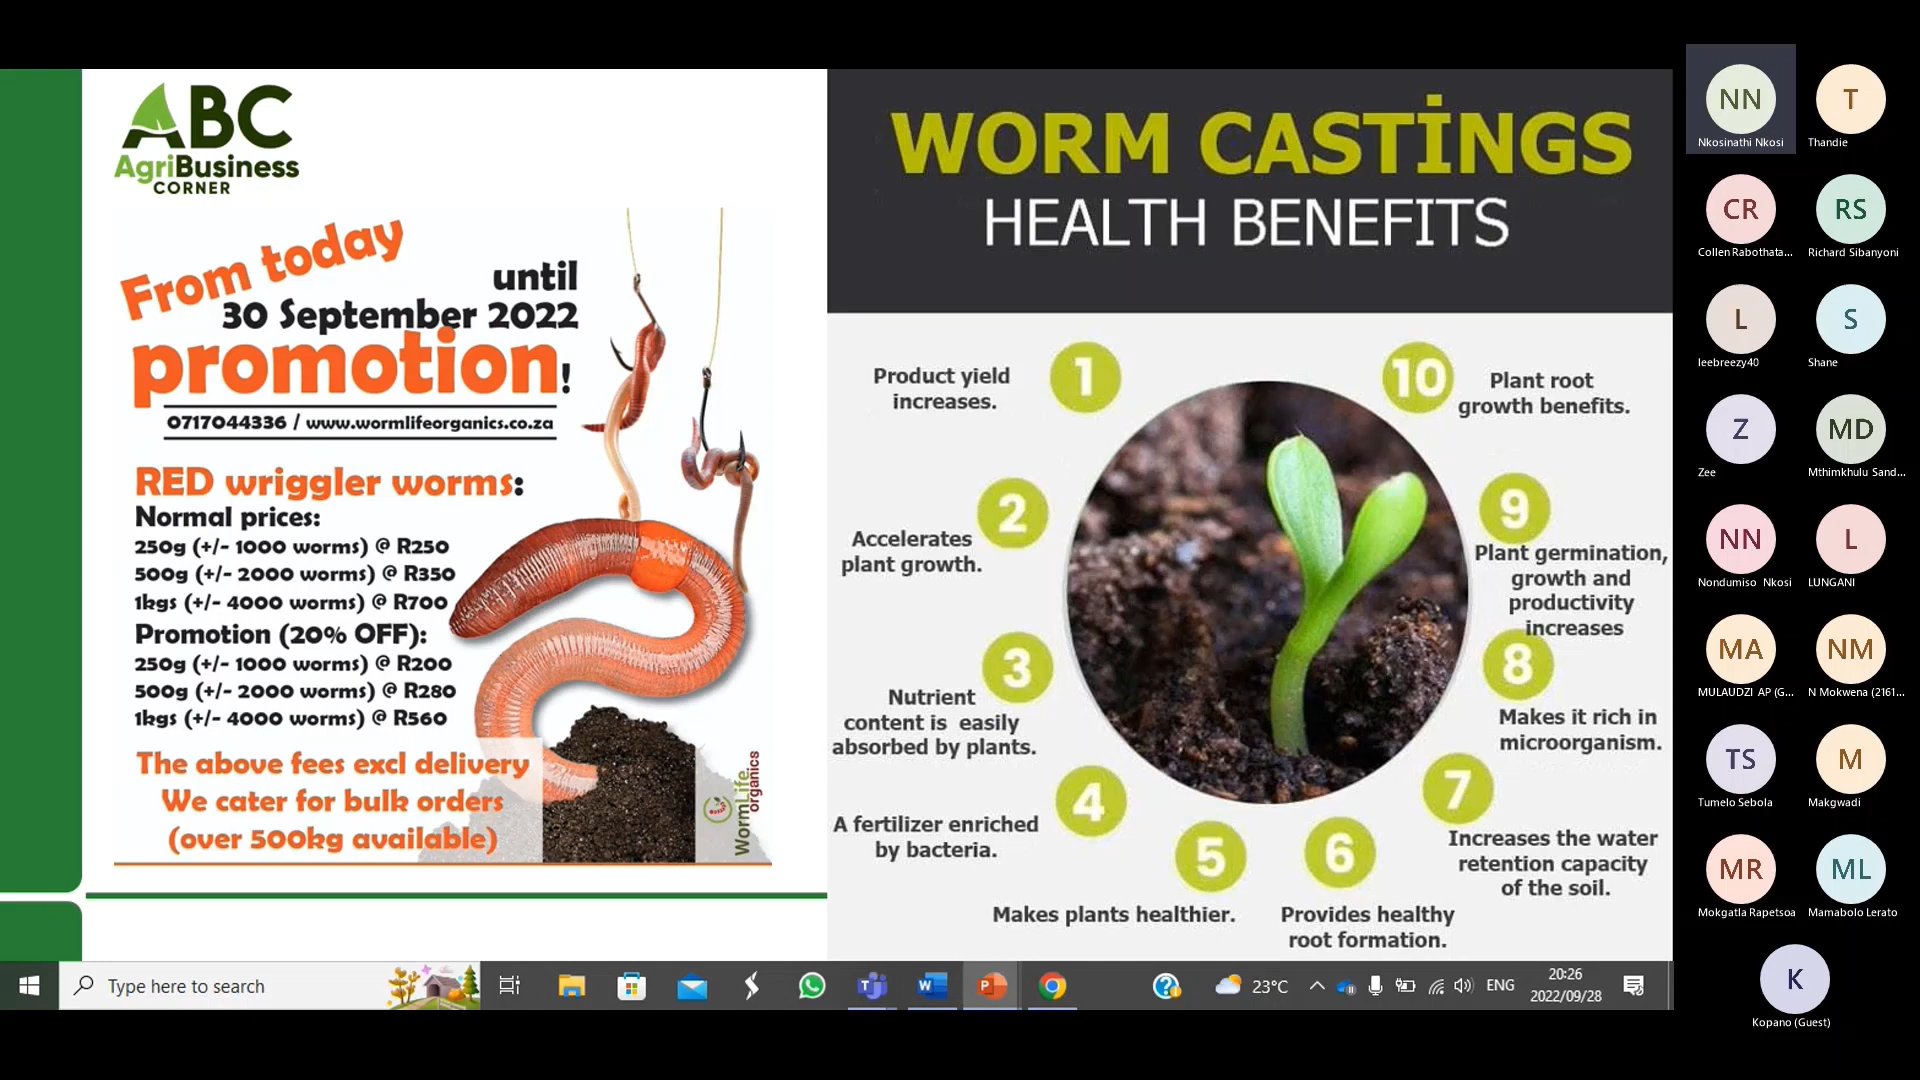 ABC
AgriBusiness
CORNER
From today
until
30 September 2022
promotion!
0717044336 / www.wormlifeorganics.co.za
RED wriggler worms:
Normal prices:
250g (+/- 1000 worms) @ R250
500g (+/- 2000 worms) @ R350
1kgs (+/- 4000 worms) @ R700
Promotion (20% OFF):
250g (+/- 1000 worms) @ R200
500g (+/- 2000 worms) @ R280
1kgs (+/- 4000 worms) @ R560
The above fees excl delivery
We cater for bulk orders
(over 500kg available)
WormLife
organics
WORM CASTİNGS
HEALTH BENEFITS
1
Product yield
increases.
2
Accelerates
plant growth.
3
Nutrient
content is easily
absorbed by plants.
4
A fertilizer enriched
by bacteria.
5
Makes plants healthier.
6
Provides healthy
root formation.
7
Increases the water
retention capacity
of the soil.
8
Makes it rich in
microorganism.
9
Plant germination,
growth and
productivity
increases
10
Plant root
growth benefits.
NN
Nkosinathi Nkosi
T
Thandie
CR
Collen Rabothata...
RS
Richard Sibanyoni
L
leebreezy40
S
Shane
Z
Zee
MD
Mthimkhulu Sand...
NN
Nondumiso Nkosi
L
LUNGANI
MA
MULAUDZI AP (G...
NM
N Mokwena (2161...
TS
Tumelo Sebola
M
Makgwadi
MR
Mokgatla Rapetsoa
ML
Mamabolo Lerato
K
Kopano (Guest)
Type here to search
23°C
ENG
20:26
2022/09/28